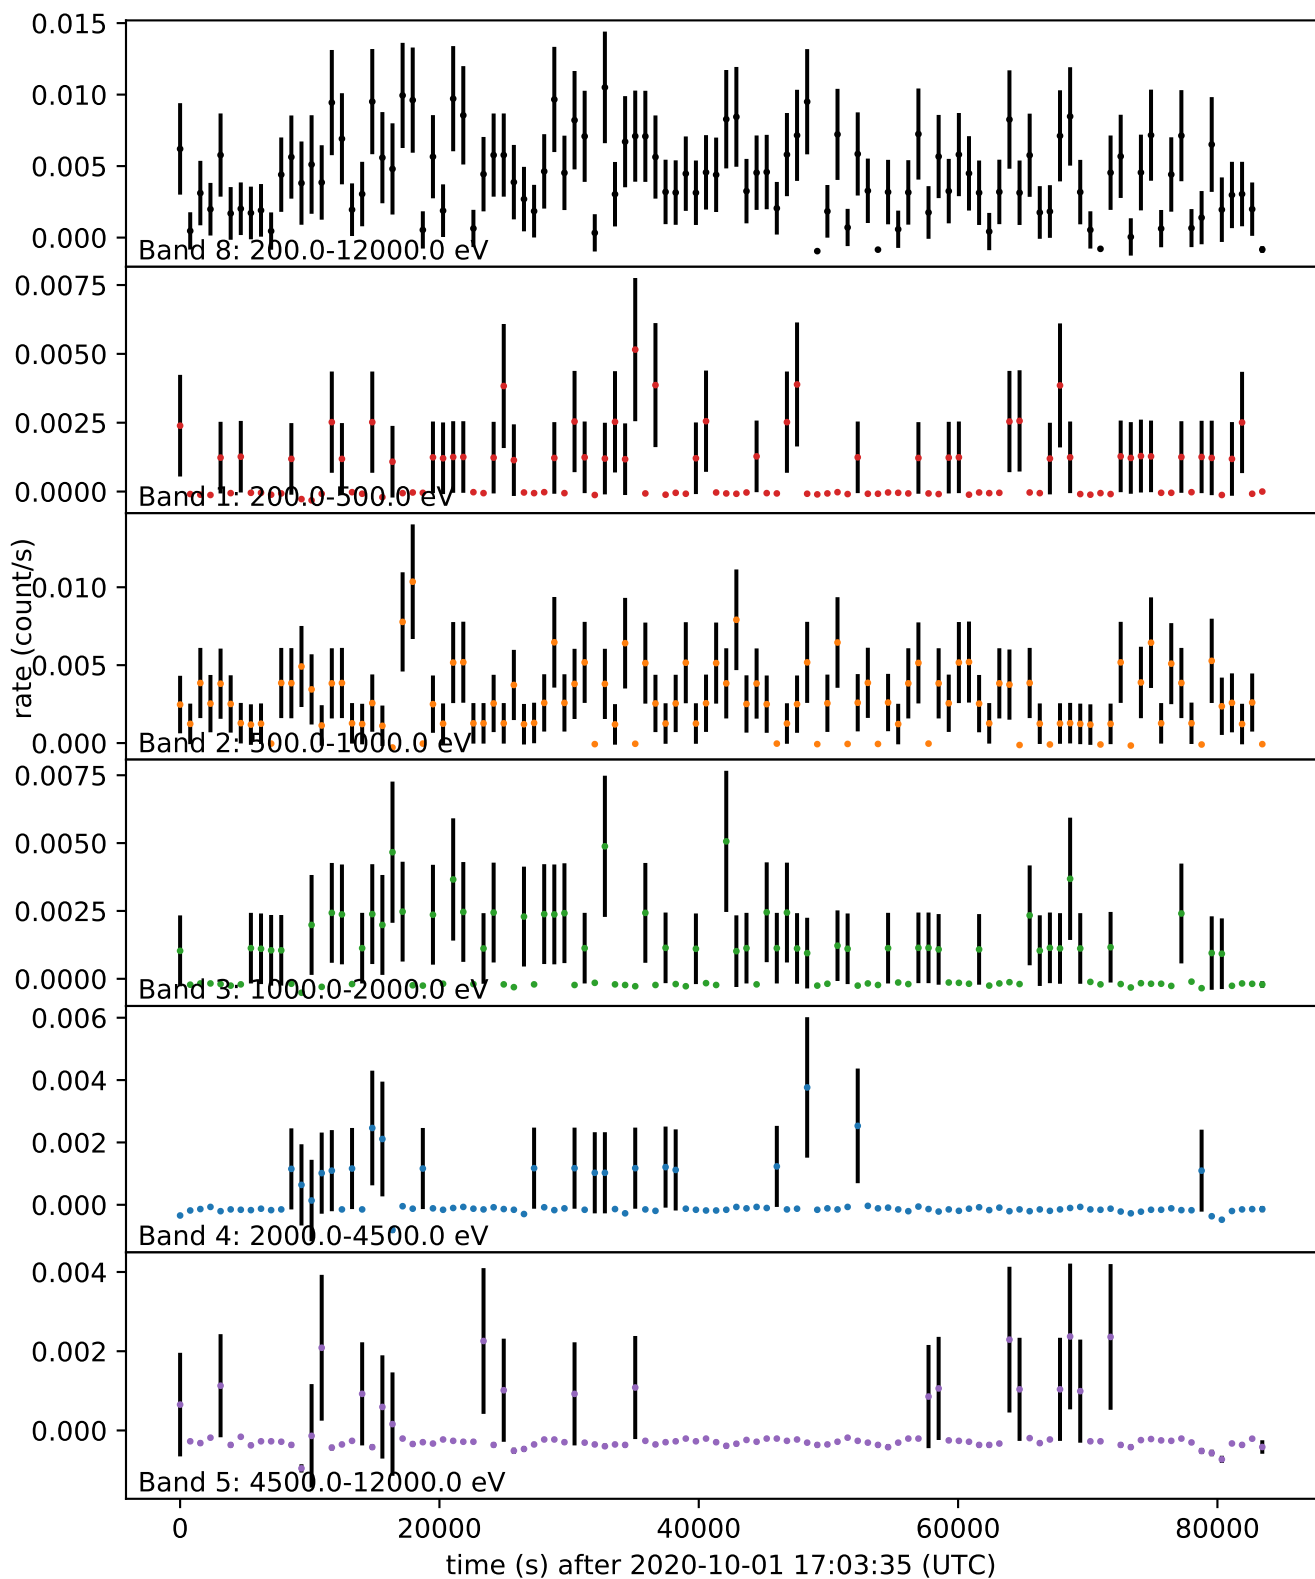 0.015
0.010
0.005
0.000
Band 8: 200.0-12000.0 eV
0.0075
0.0050
0.0025
0.0000
Band 1: 200.0-500.0 eV
rate (count/s)
0.010
0.005
0.000
Band 2: 500.0-1000.0 eV
0.0075
0.0050
0.0025
0.0000
Band 3: 1000.0-2000.0 eV
0.006
0.004
0.002
0.000
Band 4: 2000.0-4500.0 eV
0.004
0.002
0.000
Band 5: 4500.0-12000.0 eV
0 20000 40000 60000 80000
time (s) after 2020-10-01 17:03:35 (UTC)